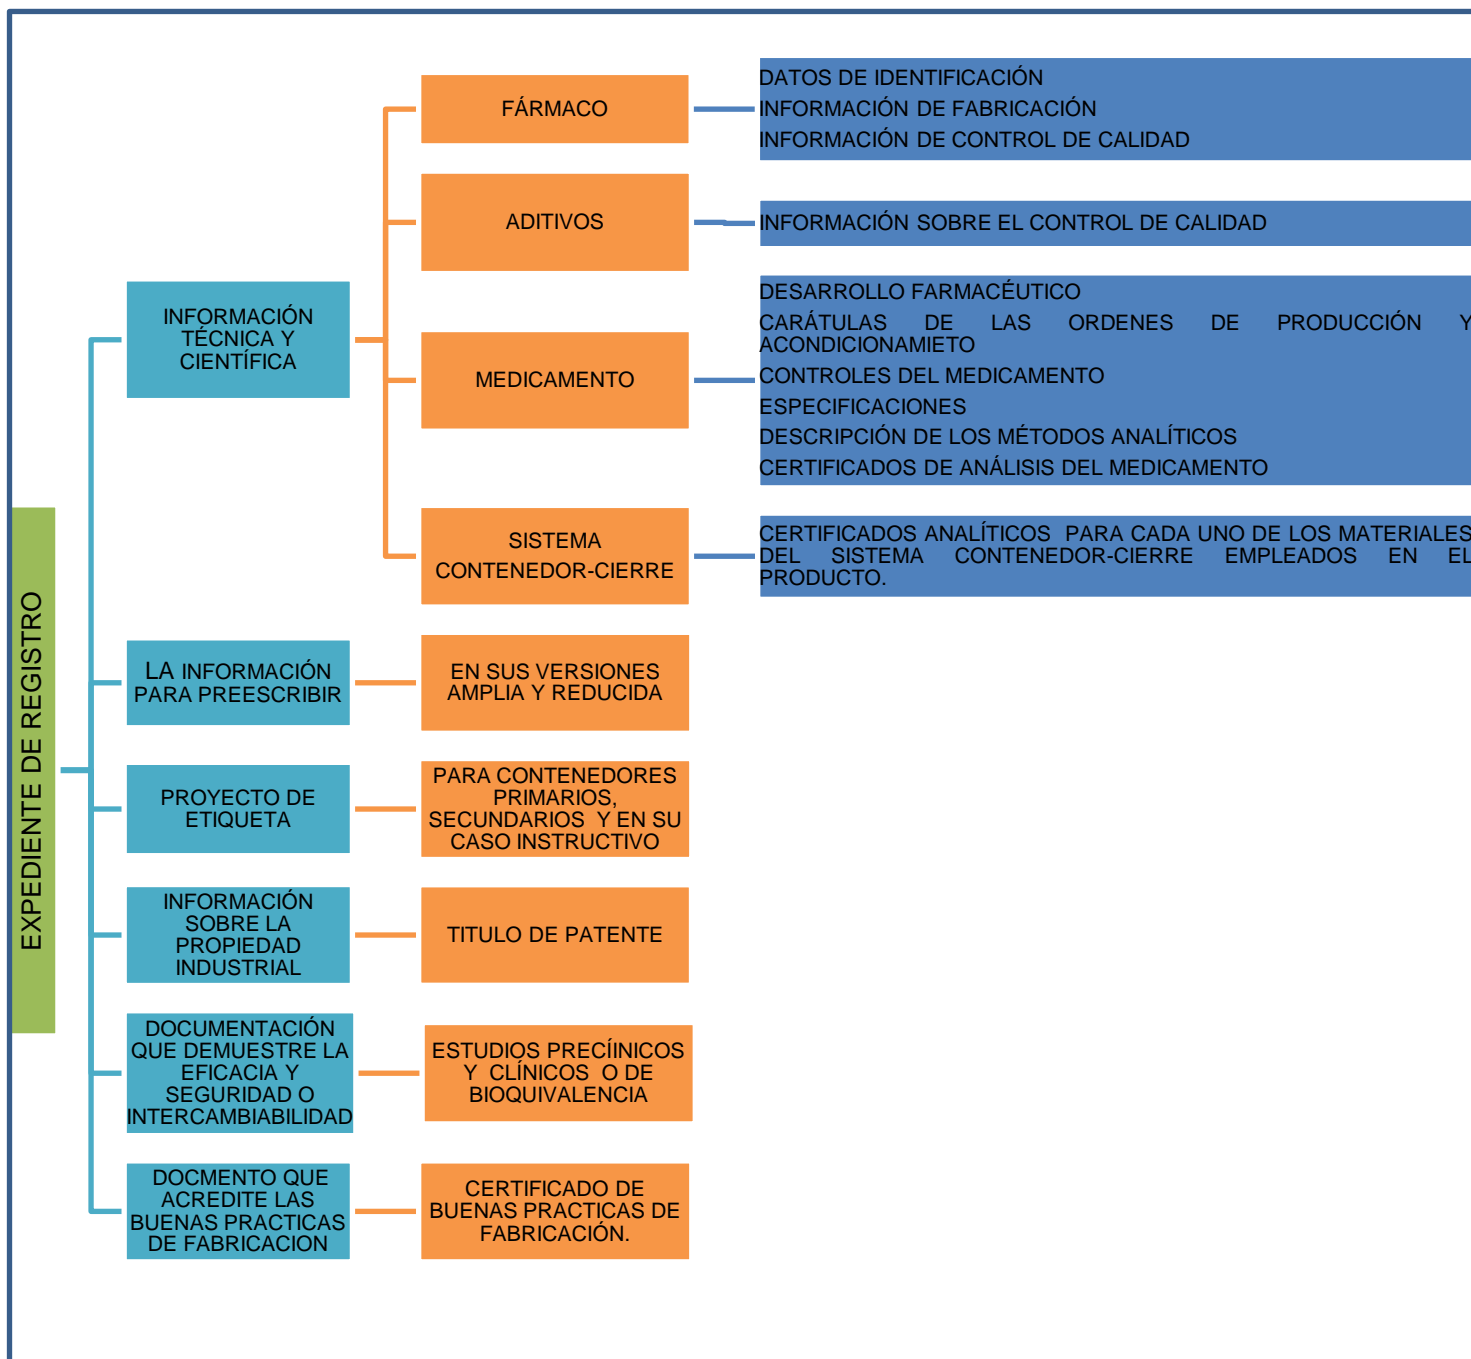 EXPEDIENTE DE REGISTRO
INFORMACIÓN
TÉCNICA Y
CIENTÍFICA
FÁRMACO
DATOS DE IDENTIFICACIÓN
INFORMACIÓN DE FABRICACIÓN
INFORMACIÓN DE CONTROL DE CALIDAD
ADITIVOS
INFORMACIÓN SOBRE EL CONTROL DE CALIDAD
MEDICAMENTO
DESARROLLO FARMACÉUTICO
CARÁTULAS DE LAS ORDENES DE PRODUCCIÓN Y
ACONDICIONAMIETO
CONTROLES DEL MEDICAMENTO
ESPECIFICACIONES
DESCRIPCIÓN DE LOS MÉTODOS ANALÍTICOS
CERTIFICADOS DE ANÁLISIS DEL MEDICAMENTO
SISTEMA
CONTENEDOR-CIERRE
CERTIFICADOS ANALÍTICOS PARA CADA UNO DE LOS MATERIALES
DEL SISTEMA CONTENEDOR-CIERRE EMPLEADOS EN EL
PRODUCTO.
LA INFORMACIÓN
PARA PREESCRIBIR
EN SUS VERSIONES
AMPLIA Y REDUCIDA
PROYECTO DE
ETIQUETA
PARA CONTENEDORES
PRIMARIOS,
SECUNDARIOS Y EN SU
CASO INSTRUCTIVO
INFORMACIÓN
SOBRE LA
PROPIEDAD
INDUSTRIAL
TITULO DE PATENTE
DOCUMENTACIÓN
QUE DEMUESTRE LA
EFICACIA Y
SEGURIDAD O
INTERCAMBIABILIDAD
ESTUDIOS PRECÍINICOS
Y CLÍNICOS O DE
BIOQUIVALENCIA
DOCMENTO QUE
ACREDITE LAS
BUENAS PRACTICAS
DE FABRICACION
CERTIFICADO DE
BUENAS PRACTICAS DE
FABRICACIÓN.